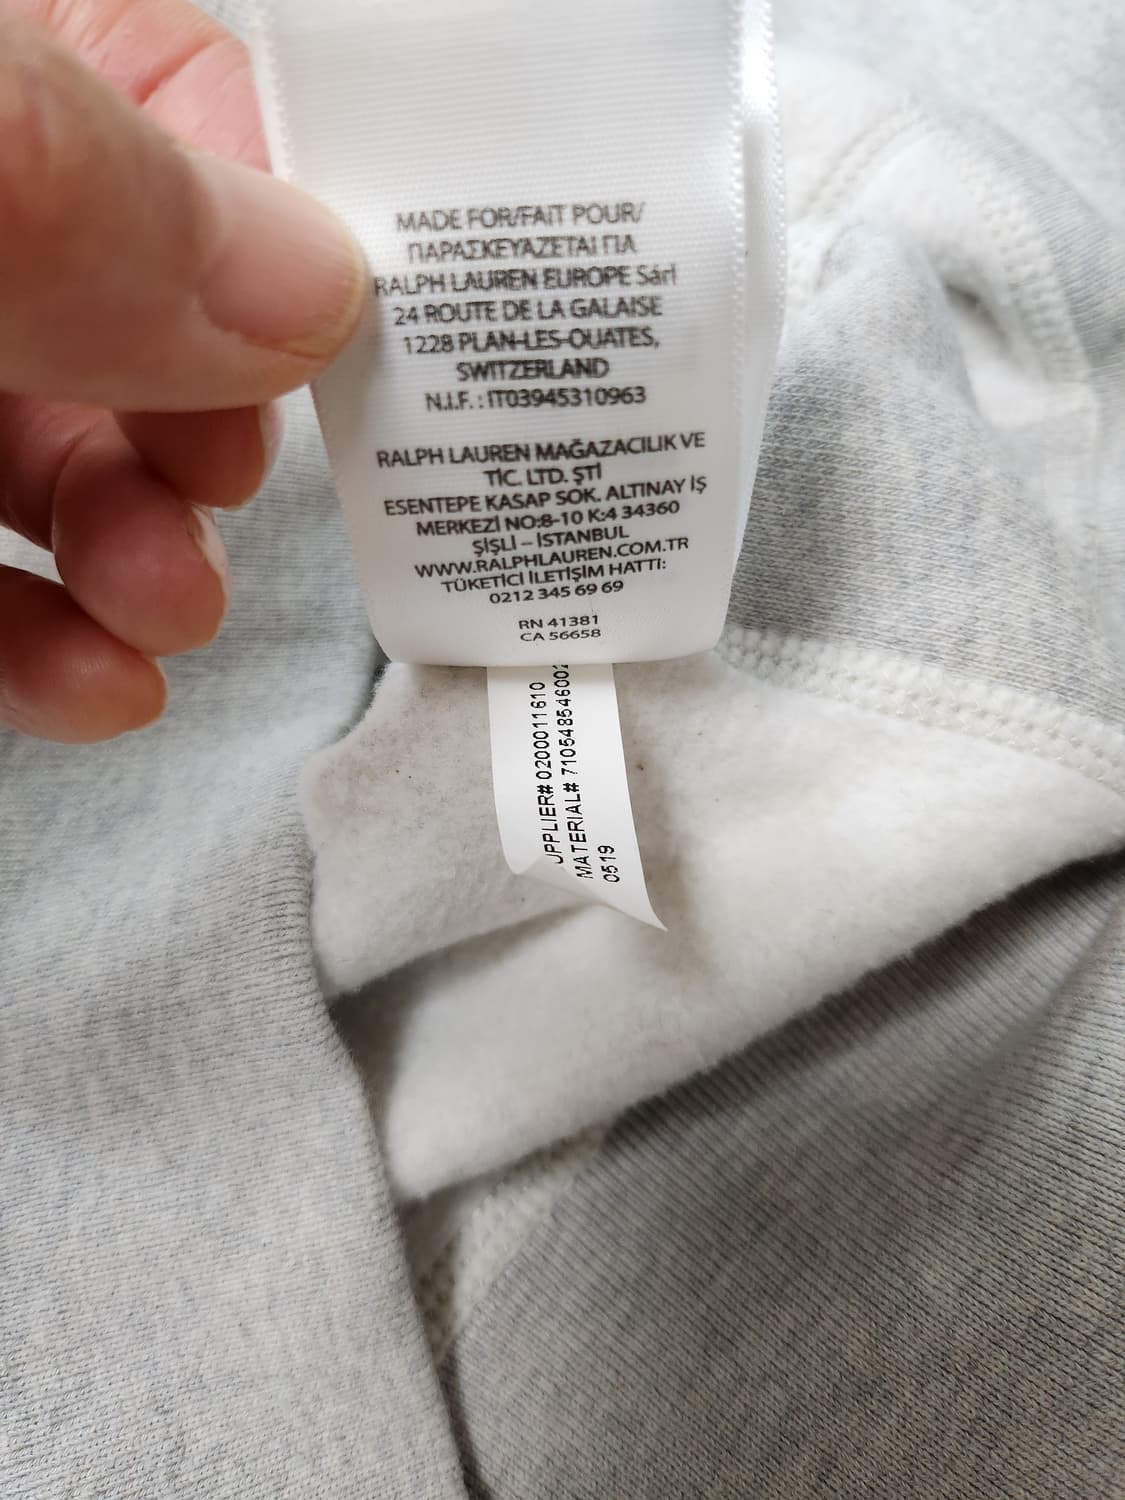 MADE FOR/FAIT POUR/
ΠΑΡΑΣΚΕΥΑΖΕΤΑΙ ΓΙΑ
RALPH LAUREN EUROPE Sárl
24 ROUTE DE LA GALAISE
1228 PLAN-LES-OUATES,
SWITZERLAND
N.I.F. : IT03945310963
RALPH LAUREN MAĞAZACILIK VE
TİC. LTD. ŞTİ
ESENTEPE KASAP SOK. ALTINAY İŞ
MERKEZİ NO:8-10 K:4 34360
ŞİŞLİ – İSTANBUL
WWW.RALPHLAUREN.COM.TR
TÜKETİCİ İLETİŞİM HATTI:
0212 345 69 69
RN 41381
CA 56658
UPPLIER# 0200011610
MATERIAL# 710548546002
0519